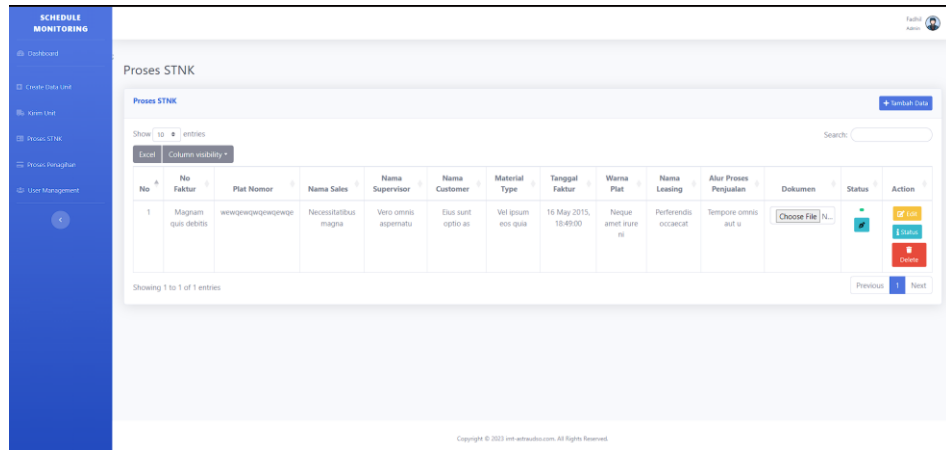 SCHEDULE
MONITORING
Fadhil
Admin
Dashboard
Create Data Unit
Kirim Unit
Proses STNK
Proses Penagihan
User Management
Proses STNK
Proses STNK
+ Tambah Data
Show 10 entries
Search:
Excel Column visibility
No No Faktur Plat Nomor Nama Sales Nama Supervisor Nama Customer Material Type Tanggal Faktur Warna Plat Nama Leasing Alur Proses Penjualan Dokumen Status Action
1 Magnam quis debitis wewqewqwqewqewqe Necessitatibus magna Vero omnis aspernatu Eius sunt optio as Vel ipsum eos quia 16 May 2015, 18:49:00 Neque amet irure ni Perferendis occaecat Tempore omnis aut u Choose File N... Edit
Status
Delete
Showing 1 to 1 of 1 entries
Previous 1 Next
Copyright © 2023 imt-astraudos.com. All Rights Reserved.